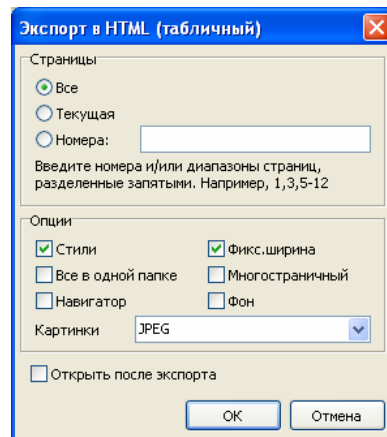 Экспорт в HTML (табличный)
Страницы
Все
Текущая
Номера:
Введите номера и/или диапазоны страниц,
разделенные запятыми. Например, 1,3,5-12
Опции
Стили
Фикс.ширина
Все в одной папке
Многостраничный
Навигатор
Фон
Картинки JPEG
Открыть после экспорта
ОК Отмена